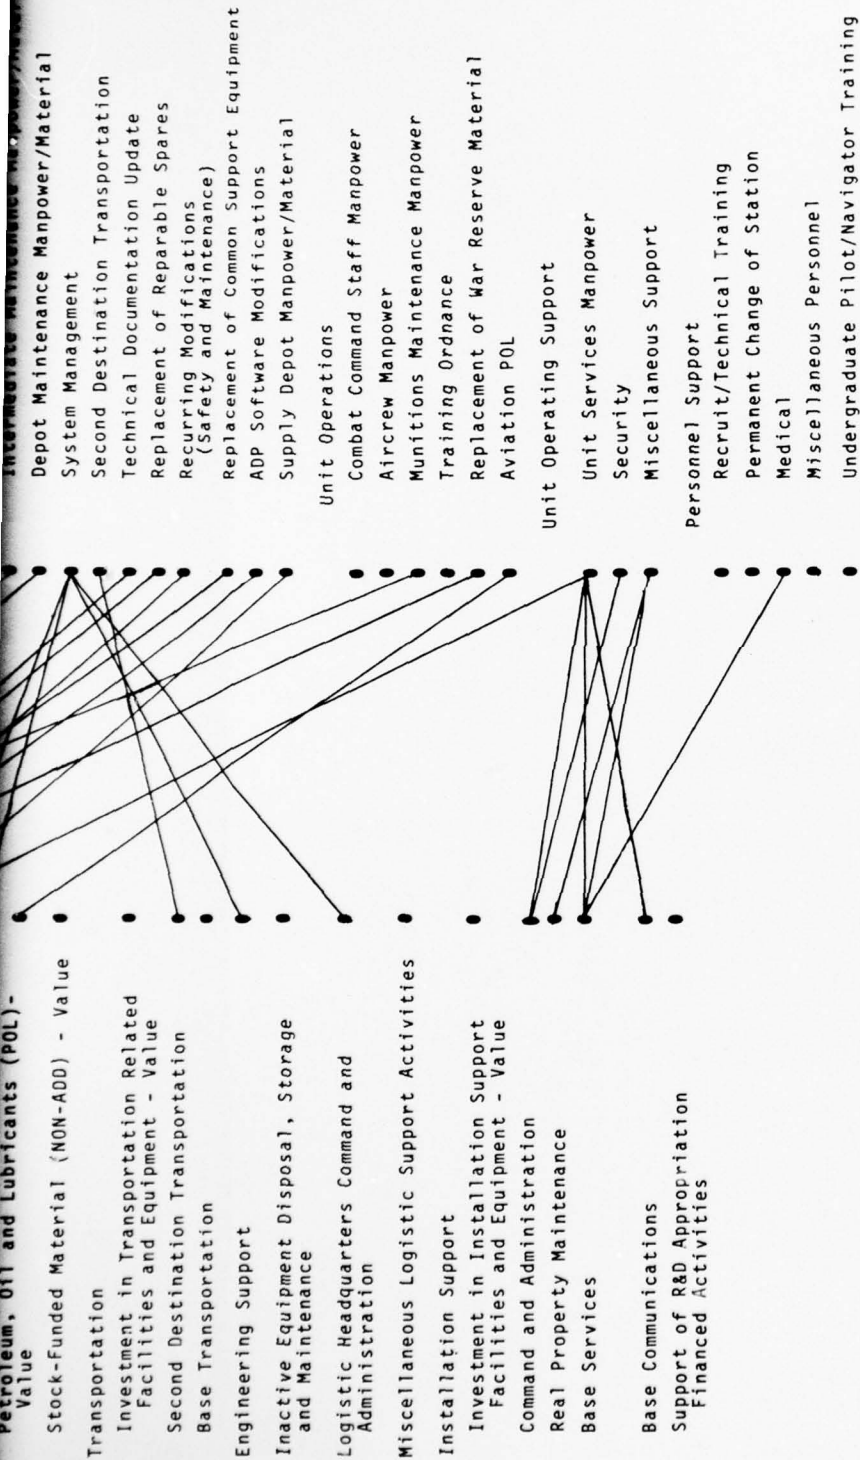 Petroleum, Oil and Lubricants (POL)-
Value
Stock-Funded Material (NON-ADD) - Value
Transportation
Investment in Transportation Related
Facilities and Equipment - Value
Second Destination Transportation
Base Transportation
Engineering Support
Inactive Equipment Disposal, Storage
and Maintenance
Logistic Headquarters Command and
Administration
Miscellaneous Logistic Support Activities
Installation Support
Investment in Installation Support
Facilities and Equipment - Value
Command and Administration
Real Property Maintenance
Base Services
Base Communications
Support of R&D Appropriation
Financed Activities
Intermediate Maintenance
Depot Maintenance Manpower/Material
System Management
Second Destination Transportation
Technical Documentation Update
Replacement of Reparable Spares
Recurring Modifications
(Safety and Maintenance)
Replacement of Common Support Equipment
ADP Software Modifications
Supply Depot Manpower/Material
Unit Operations
Combat Command Staff Manpower
Aircrew Manpower
Munitions Maintenance Manpower
Training Ordnance
Replacement of War Reserve Material
Aviation POL
Unit Operating Support
Unit Services Manpower
Security
Miscellaneous Support
Personnel Support
Recruit/Technical Training
Permanent Change of Station
Medical
Miscellaneous Personnel
Undergraduate Pilot/Navigator Training